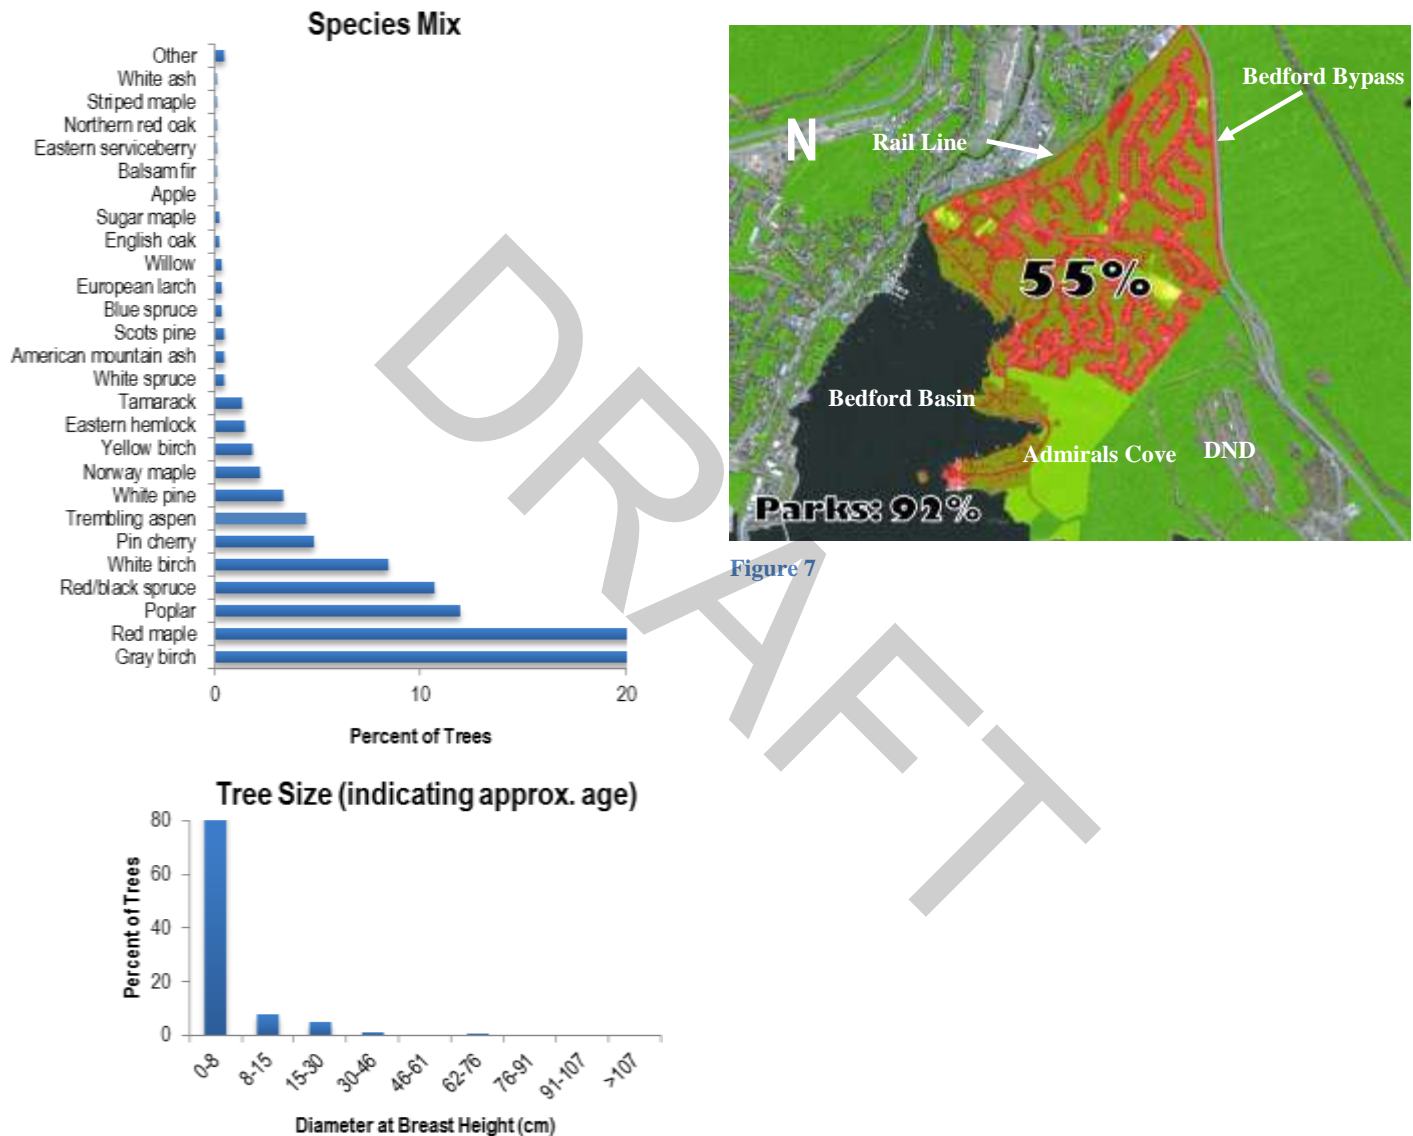 Species Mix
Other
White ash
Striped maple
Northern red oak
Eastern serviceberry
Balsam fir
Apple
Sugar maple
English oak
Willow
European larch
Blue spruce
Scots pine
American mountain ash
White spruce
Tamarack
Eastern hemlock
Yellow birch
Norway maple
White pine
Trembling aspen
Pin cherry
White birch
Red/black spruce
Poplar
Red maple
Gray birch
0 10 20
Percent of Trees
Bedford Bypass
N
Rail Line
55%
Bedford Basin
Admirals Cove
DND
Parks: 92%
Figure 7
DRAFT
Tree Size (indicating approx. age)
Percent of Trees
80
60
40
20
0
0-8 8-15 15-30 30-46 46-61 62-76 76-91 91-107 >107
Diameter at Breast Height (cm)